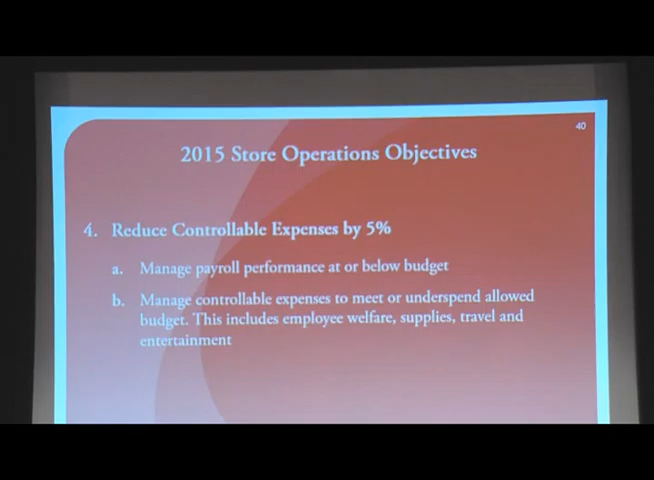 40
2015 Store Operations Objectives
4. Reduce Controllable Expenses by 5%
a. Manage payroll performance at or below budget
b. Manage controllable expenses to meet or underspend allowed
budget. This includes employee welfare, supplies, travel and
entertainment